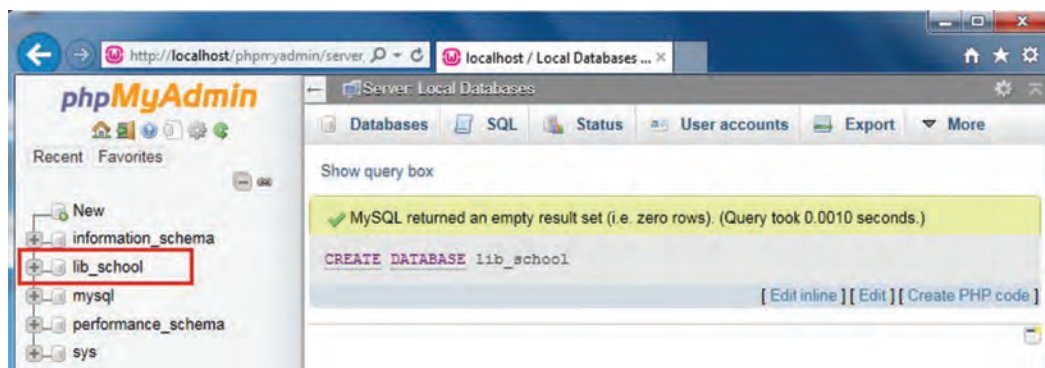 http://localhost/phpmyadmin/server
localhost / Local Databases ...
phpMyAdmin
Recent Favorites
New
information_schema
lib_school
mysql
performance_schema
sys
Server: Local Databases
Databases SQL Status User accounts Export More
Show query box
MySQL returned an empty result set (i.e. zero rows). (Query took 0.0010 seconds.)
CREATE DATABASE lib_school
[ Edit inline ] [ Edit ] [ Create PHP code ]